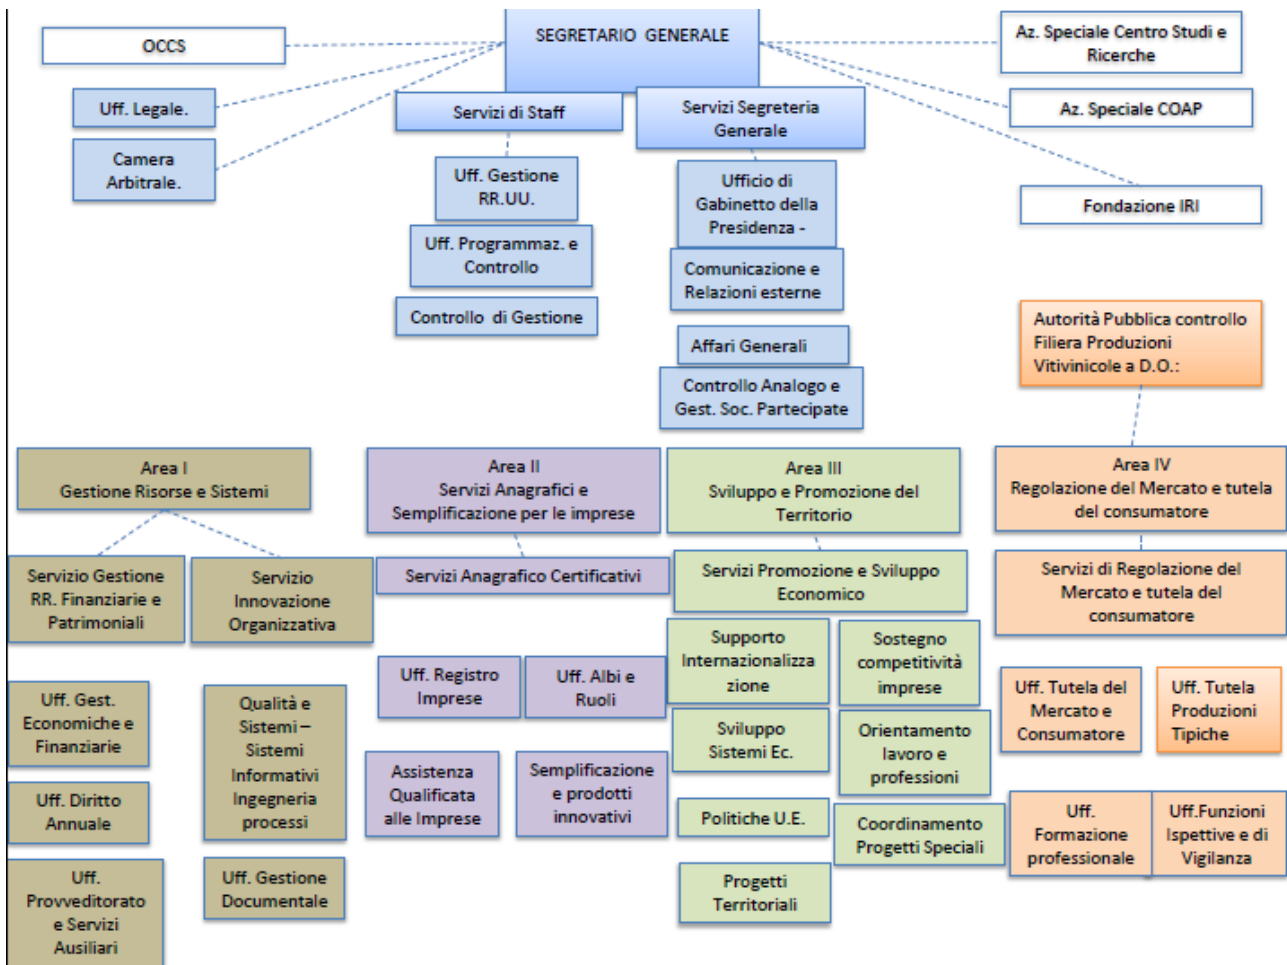 SEGRETARIO GENERALE
OCCS
Uff. Legale.
Camera
Arbitrale.
Az. Speciale Centro Studi e
Ricerche
Az. Speciale COAP
Fondazione IRI
Servizi di Staff
Uff. Gestione
RR.UU.
Uff. Programmaz. e
Controllo
Controllo di Gestione
Servizi Segreteria
Generale
Ufficio di
Gabinetto della
Presidenza -
Comunicazione e
Relazioni esterne
Affari Generali
Controllo Analogo e
Gest. Soc. Partecipate
Autorità Pubblica controllo
Filiera Produzioni
Vitivinicole a D.O.:
Area I
Gestione Risorse e Sistemi
Servizio Gestione
RR. Finanziarie e
Patrimoniali
Servizio
Innovazione
Organizzativa
Uff. Gest.
Economiche e
Finanziarie
Uff. Diritto
Annuale
Uff.
Provveditorato
e Servizi
Ausiliari
Qualità e
Sistemi –
Sistemi
Informativi
Ingegneria
processi
Uff. Gestione
Documentale
Area II
Servizi Anagrafici e
Semplificazione per le imprese
Servizi Anagrafico Certificativi
Uff. Registro
Imprese
Uff. Albi e
Ruoli
Assistenza
Qualificata
alle Imprese
Semplificazione
e prodotti
innovativi
Area III
Sviluppo e Promozione del
Territorio
Servizi Promozione e Sviluppo
Economico
Supporto
Internazionalizza
zione
Sostegno
competitività
imprese
Sviluppo
Sistemi Ec.
Orientamento
lavoro e
professioni
Politiche U.E.
Coordinamento
Progetti Speciali
Progetti
Territoriali
Area IV
Regolazione del Mercato e tutela
del consumatore
Servizi di Regolazione del
Mercato e tutela del
consumatore
Uff. Tutela del
Mercato e
Consumatore
Uff. Tutela
Produzioni
Tipiche
Uff.
Formazione
professionale
Uff.Funzioni
Ispettive e di
Vigilanza